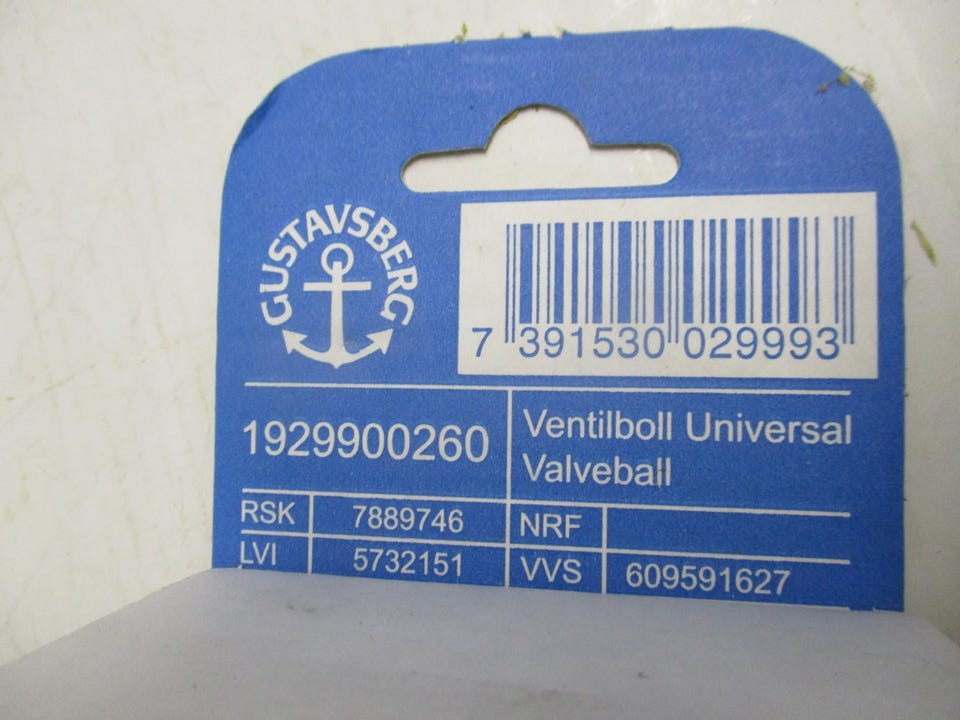 GUSTAVSBERG
7 391530 029993
1929900260
Ventilboll Universal
Valveball
RSK 7889746 NRF
LVI 5732151 VVS 609591627